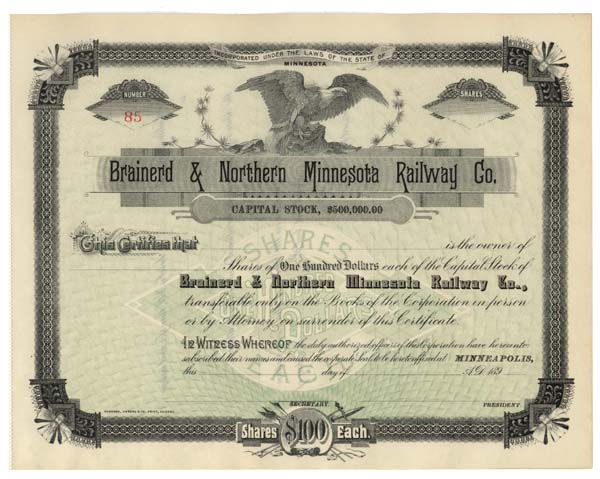 INCORPORATED UNDER THE LAWS OF THE STATE OF
MINNESOTA
NUMBER
85
SHARES
Brainerd & Northern Minnesota Railway Co.
CAPITAL STOCK, $500,000.00
This Certifies that
is the owner of
Shares of One Hundred Dollars each of the Capital Stock of
Brainerd & Northern Minnesota Railway Co.,
transferable only on the Books of the Corporation in person
or by Attorney on surrender of this Certificate.
IN WITNESS WHEREOF the duly authorized officers of this Corporation have hereunto
subscribed their names and caused the corporate Seal to be hereto affixed at MINNEAPOLIS,
this day of A.D. 189
SHARES
EACH
SECRETARY.
PRESIDENT.
Shares $100 Each.